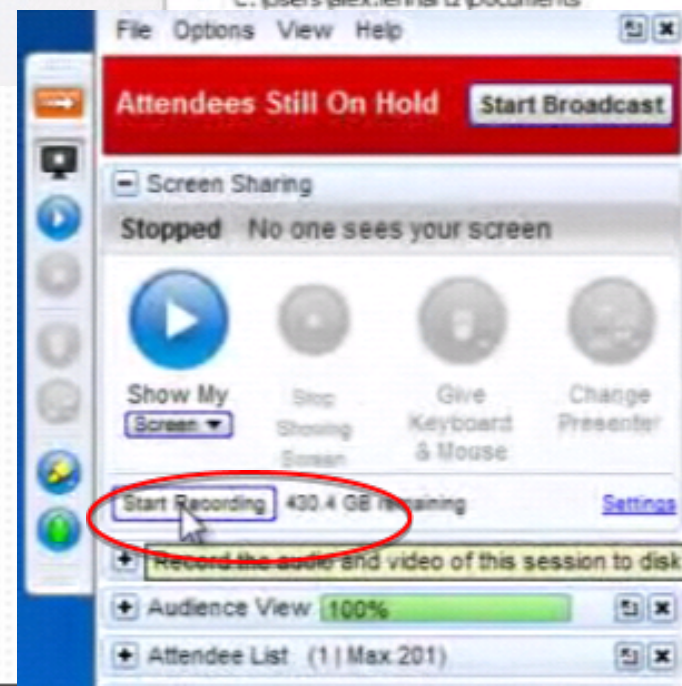 File Options View Help
Attendees Still On Hold Start Broadcast
Screen Sharing
Stopped No one sees your screen
Show My
Screen
Stop
Showing
Screen
Give
Keyboard
& Mouse
Change
Presenter
Start Recording 430.4 GB remaining Settings
Record the audio and video of this session to disk
Audience View 100%
Attendee List (1 | Max 201)